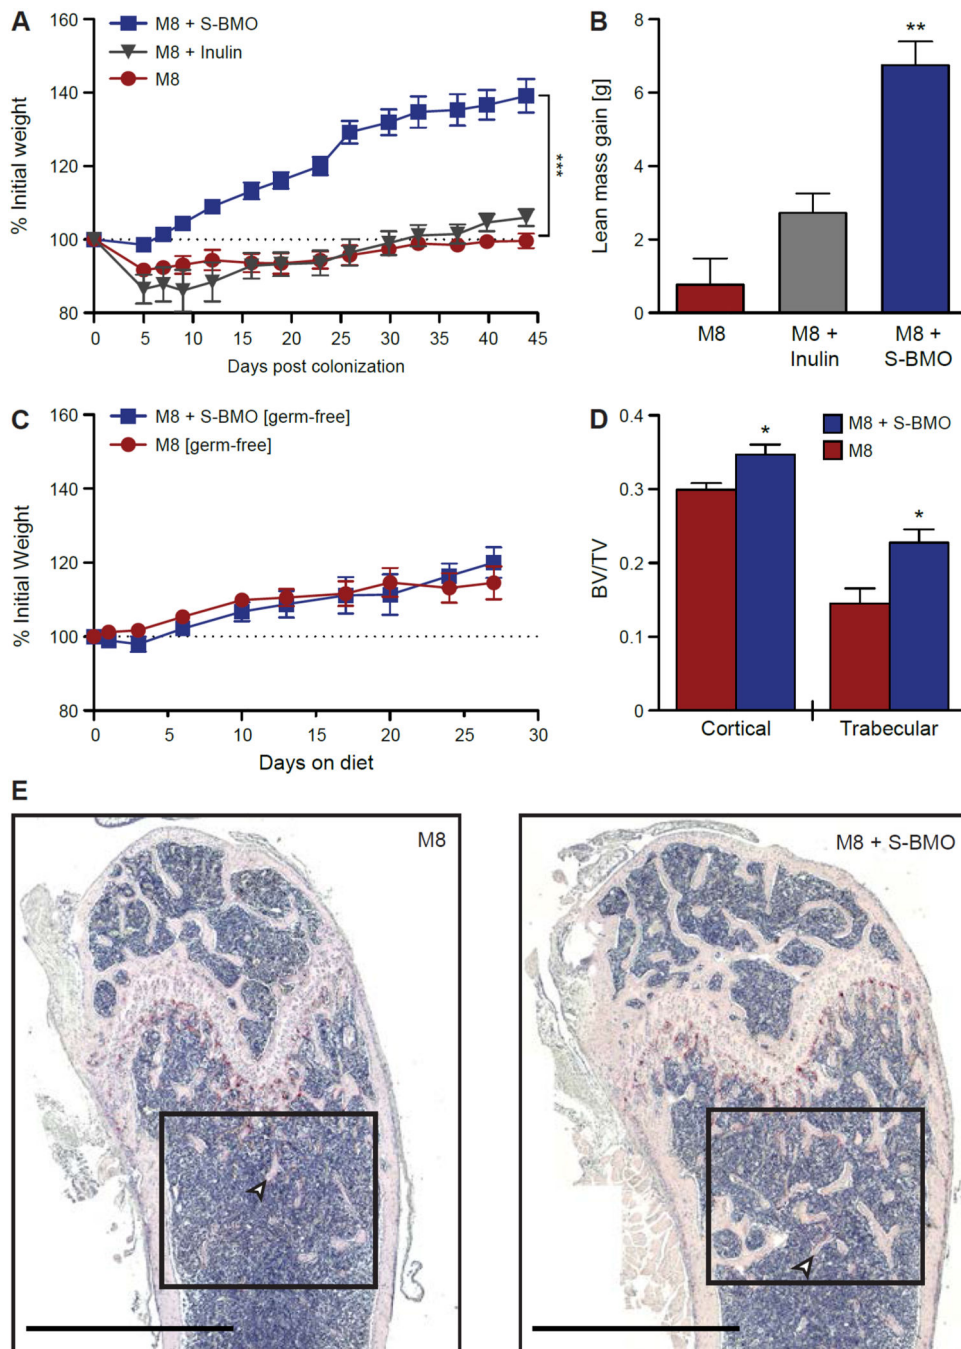 A
160
140
120
100
80
% Initial weight
M8 + S-BMO
M8 + Inulin
M8
***
0 5 10 15 20 25 30 35 40 45
Days post colonization
B
8
6
4
2
0
Lean mass gain [g]
**
M8
M8 +
Inulin
M8 +
S-BMO
C
160
140
120
100
80
% Initial Weight
M8 + S-BMO [germ-free]
M8 [germ-free]
0 5 10 15 20 25 30
Days on diet
D
0.4
0.3
0.2
0.1
0
BV/TV
M8 + S-BMO
M8
*
*
Cortical
Trabecular
E
M8
M8 + S-BMO